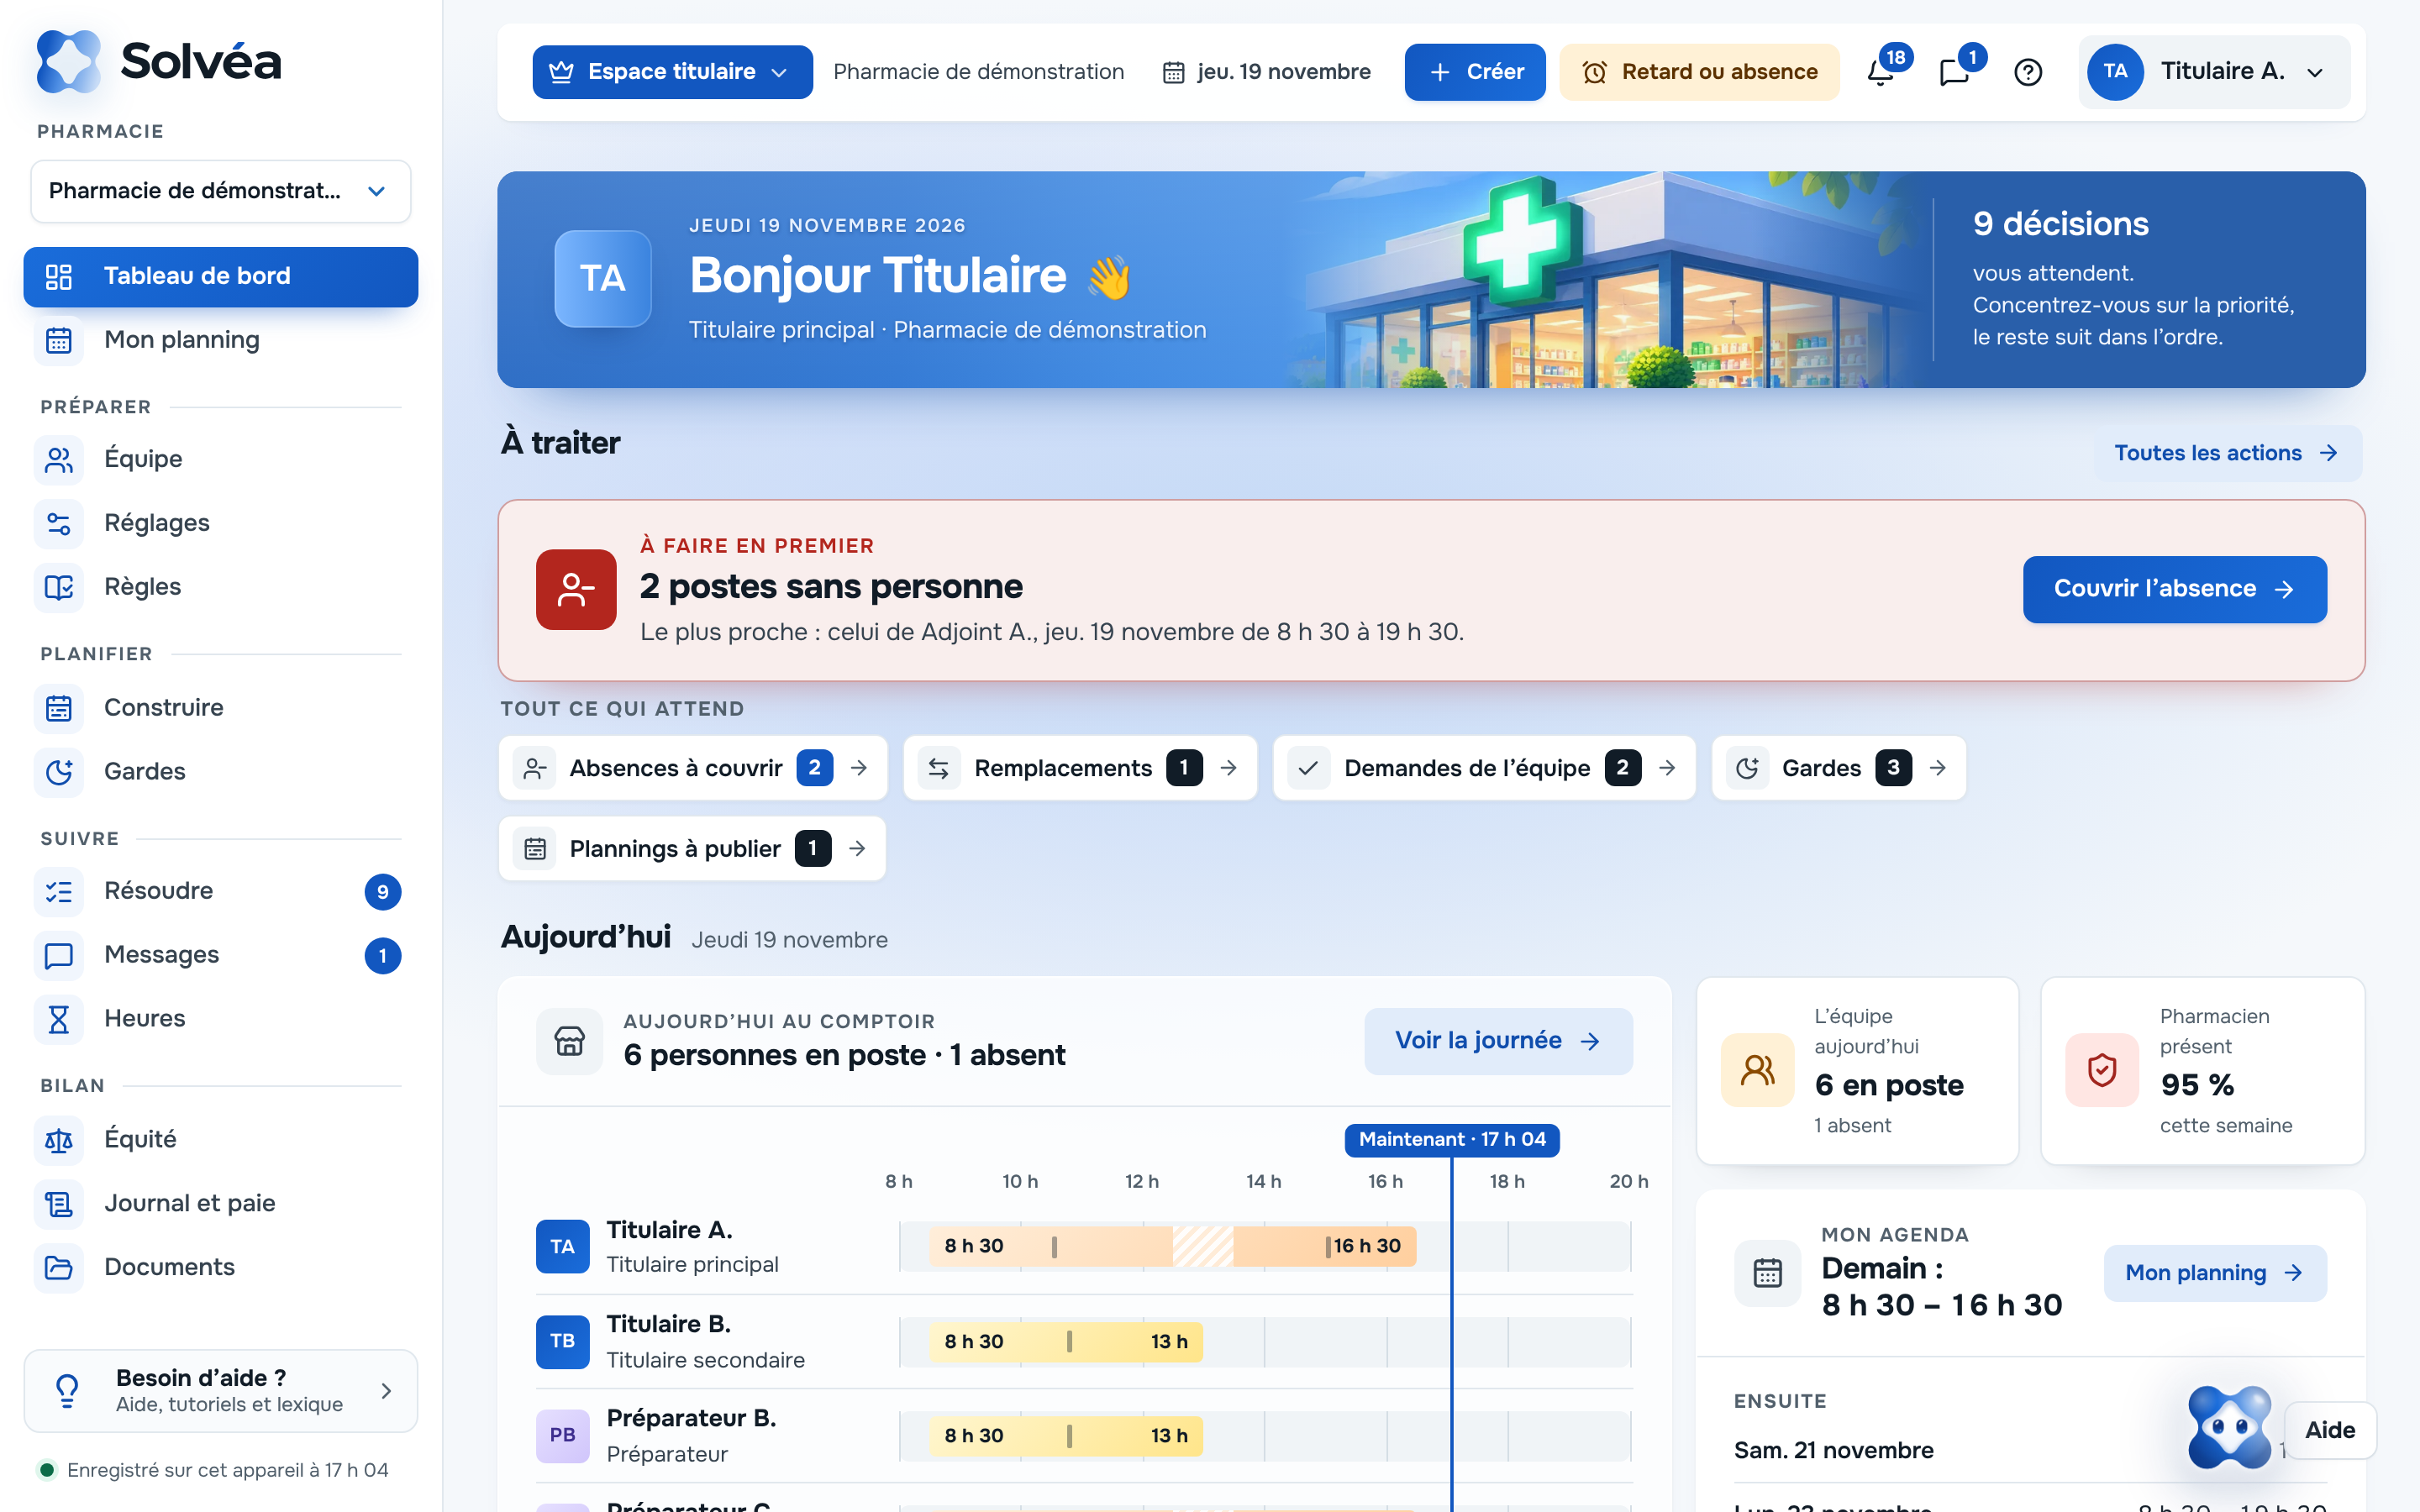 Solvéa
PHARMACIE
Pharmacie de démonstrat...
Tableau de bord
Mon planning
PRÉPARER
Équipe
Réglages
Règles
PLANIFIER
Construire
Gardes
SUIVRE
Résoudre 9
Messages 1
Heures
BILAN
Équité
Journal et paie
Documents
Besoin d’aide ?
Aide, tutoriels et lexique
Enregistré sur cet appareil à 17 h 04
Espace titulaire
Pharmacie de démonstration
jeu. 19 novembre
Créer
Retard ou absence
18
1
TA
Titulaire A.
TA
JEUDI 19 NOVEMBRE 2026
Bonjour Titulaire 👋
Titulaire principal · Pharmacie de démonstration
9 décisions
vous attendent.
Concentrez-vous sur la priorité,
le reste suit dans l’ordre.
À traiter
Toutes les actions
À FAIRE EN PREMIER
2 postes sans personne
Le plus proche : celui de Adjoint A., jeu. 19 novembre de 8 h 30 à 19 h 30.
Couvrir l’absence
TOUT CE QUI ATTEND
Absences à couvrir 2
Remplacements 1
Demandes de l’équipe 2
Gardes 3
Plannings à publier 1
Aujourd’hui Jeudi 19 novembre
AUJOURD’HUI AU COMPTOIR
6 personnes en poste · 1 absent
Voir la journée
Maintenant · 17 h 04
8 h 10 h 12 h 14 h 16 h 18 h 20 h
TA
Titulaire A.
Titulaire principal
8 h 30 16 h 30
TB
Titulaire B.
Titulaire secondaire
8 h 30 13 h
PB
Préparateur B.
Préparateur
8 h 30 13 h
Préparateur C.
L’équipe
aujourd’hui
6 en poste
1 absent
Pharmacien
présent
95 %
cette semaine
MON AGENDA
Demain :
8 h 30 – 16 h 30
Mon planning
ENSUITE
Sam. 21 novembre
Aide
Lun. 23 novembre 8 h 30 – 19 h 30